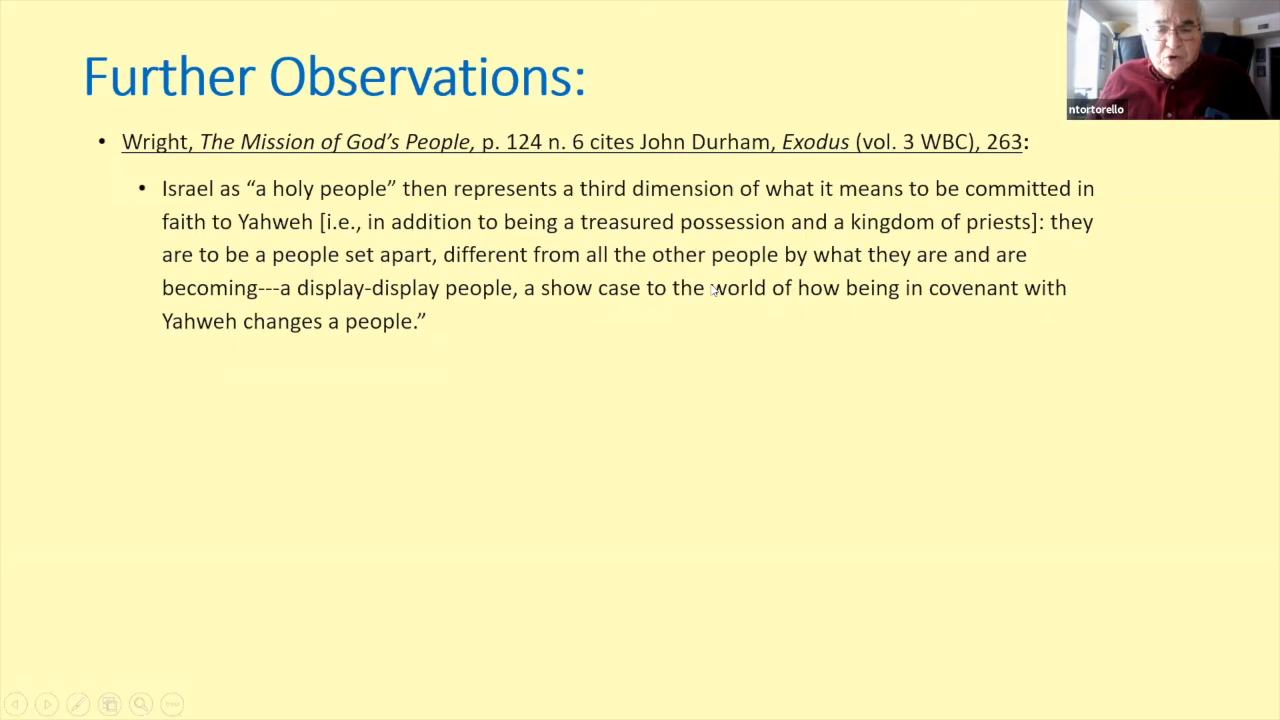 Further Observations:
ntortorello
• Wright, The Mission of God’s People, p. 124 n. 6 cites John Durham, Exodus (vol. 3 WBC), 263:
• Israel as “a holy people” then represents a third dimension of what it means to be committed in
faith to Yahweh [i.e., in addition to being a treasured possession and a kingdom of priests]: they
are to be a people set apart, different from all the other people by what they are and are
becoming---a display-display people, a show case to the world of how being in covenant with
Yahweh changes a people.”